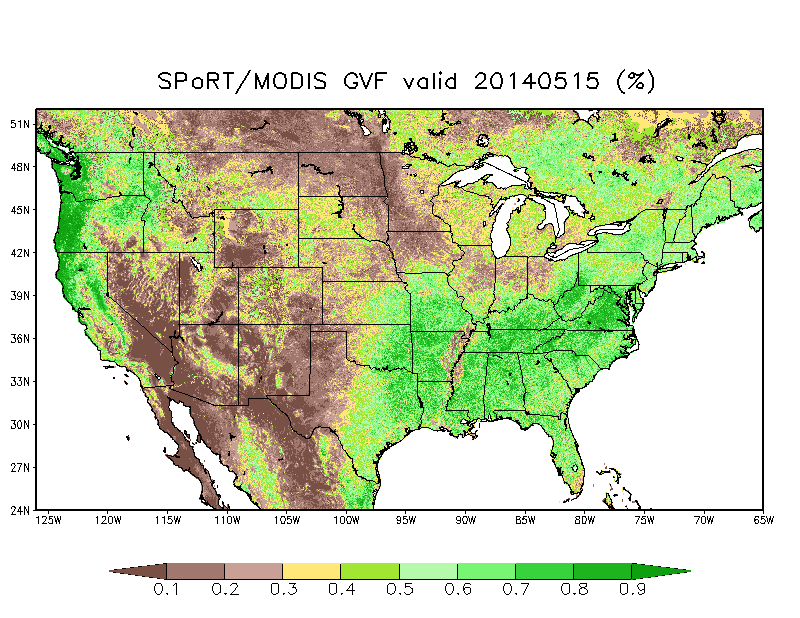 SPoRT/MODIS GVF valid 20140515 (%)
51N
48N
45N
42N
39N
36N
33N
30N
27N
24N
125W 120W 115W 110W 105W 100W 95W 90W 85W 80W 75W 70W 65W
0.1 0.2 0.3 0.4 0.5 0.6 0.7 0.8 0.9